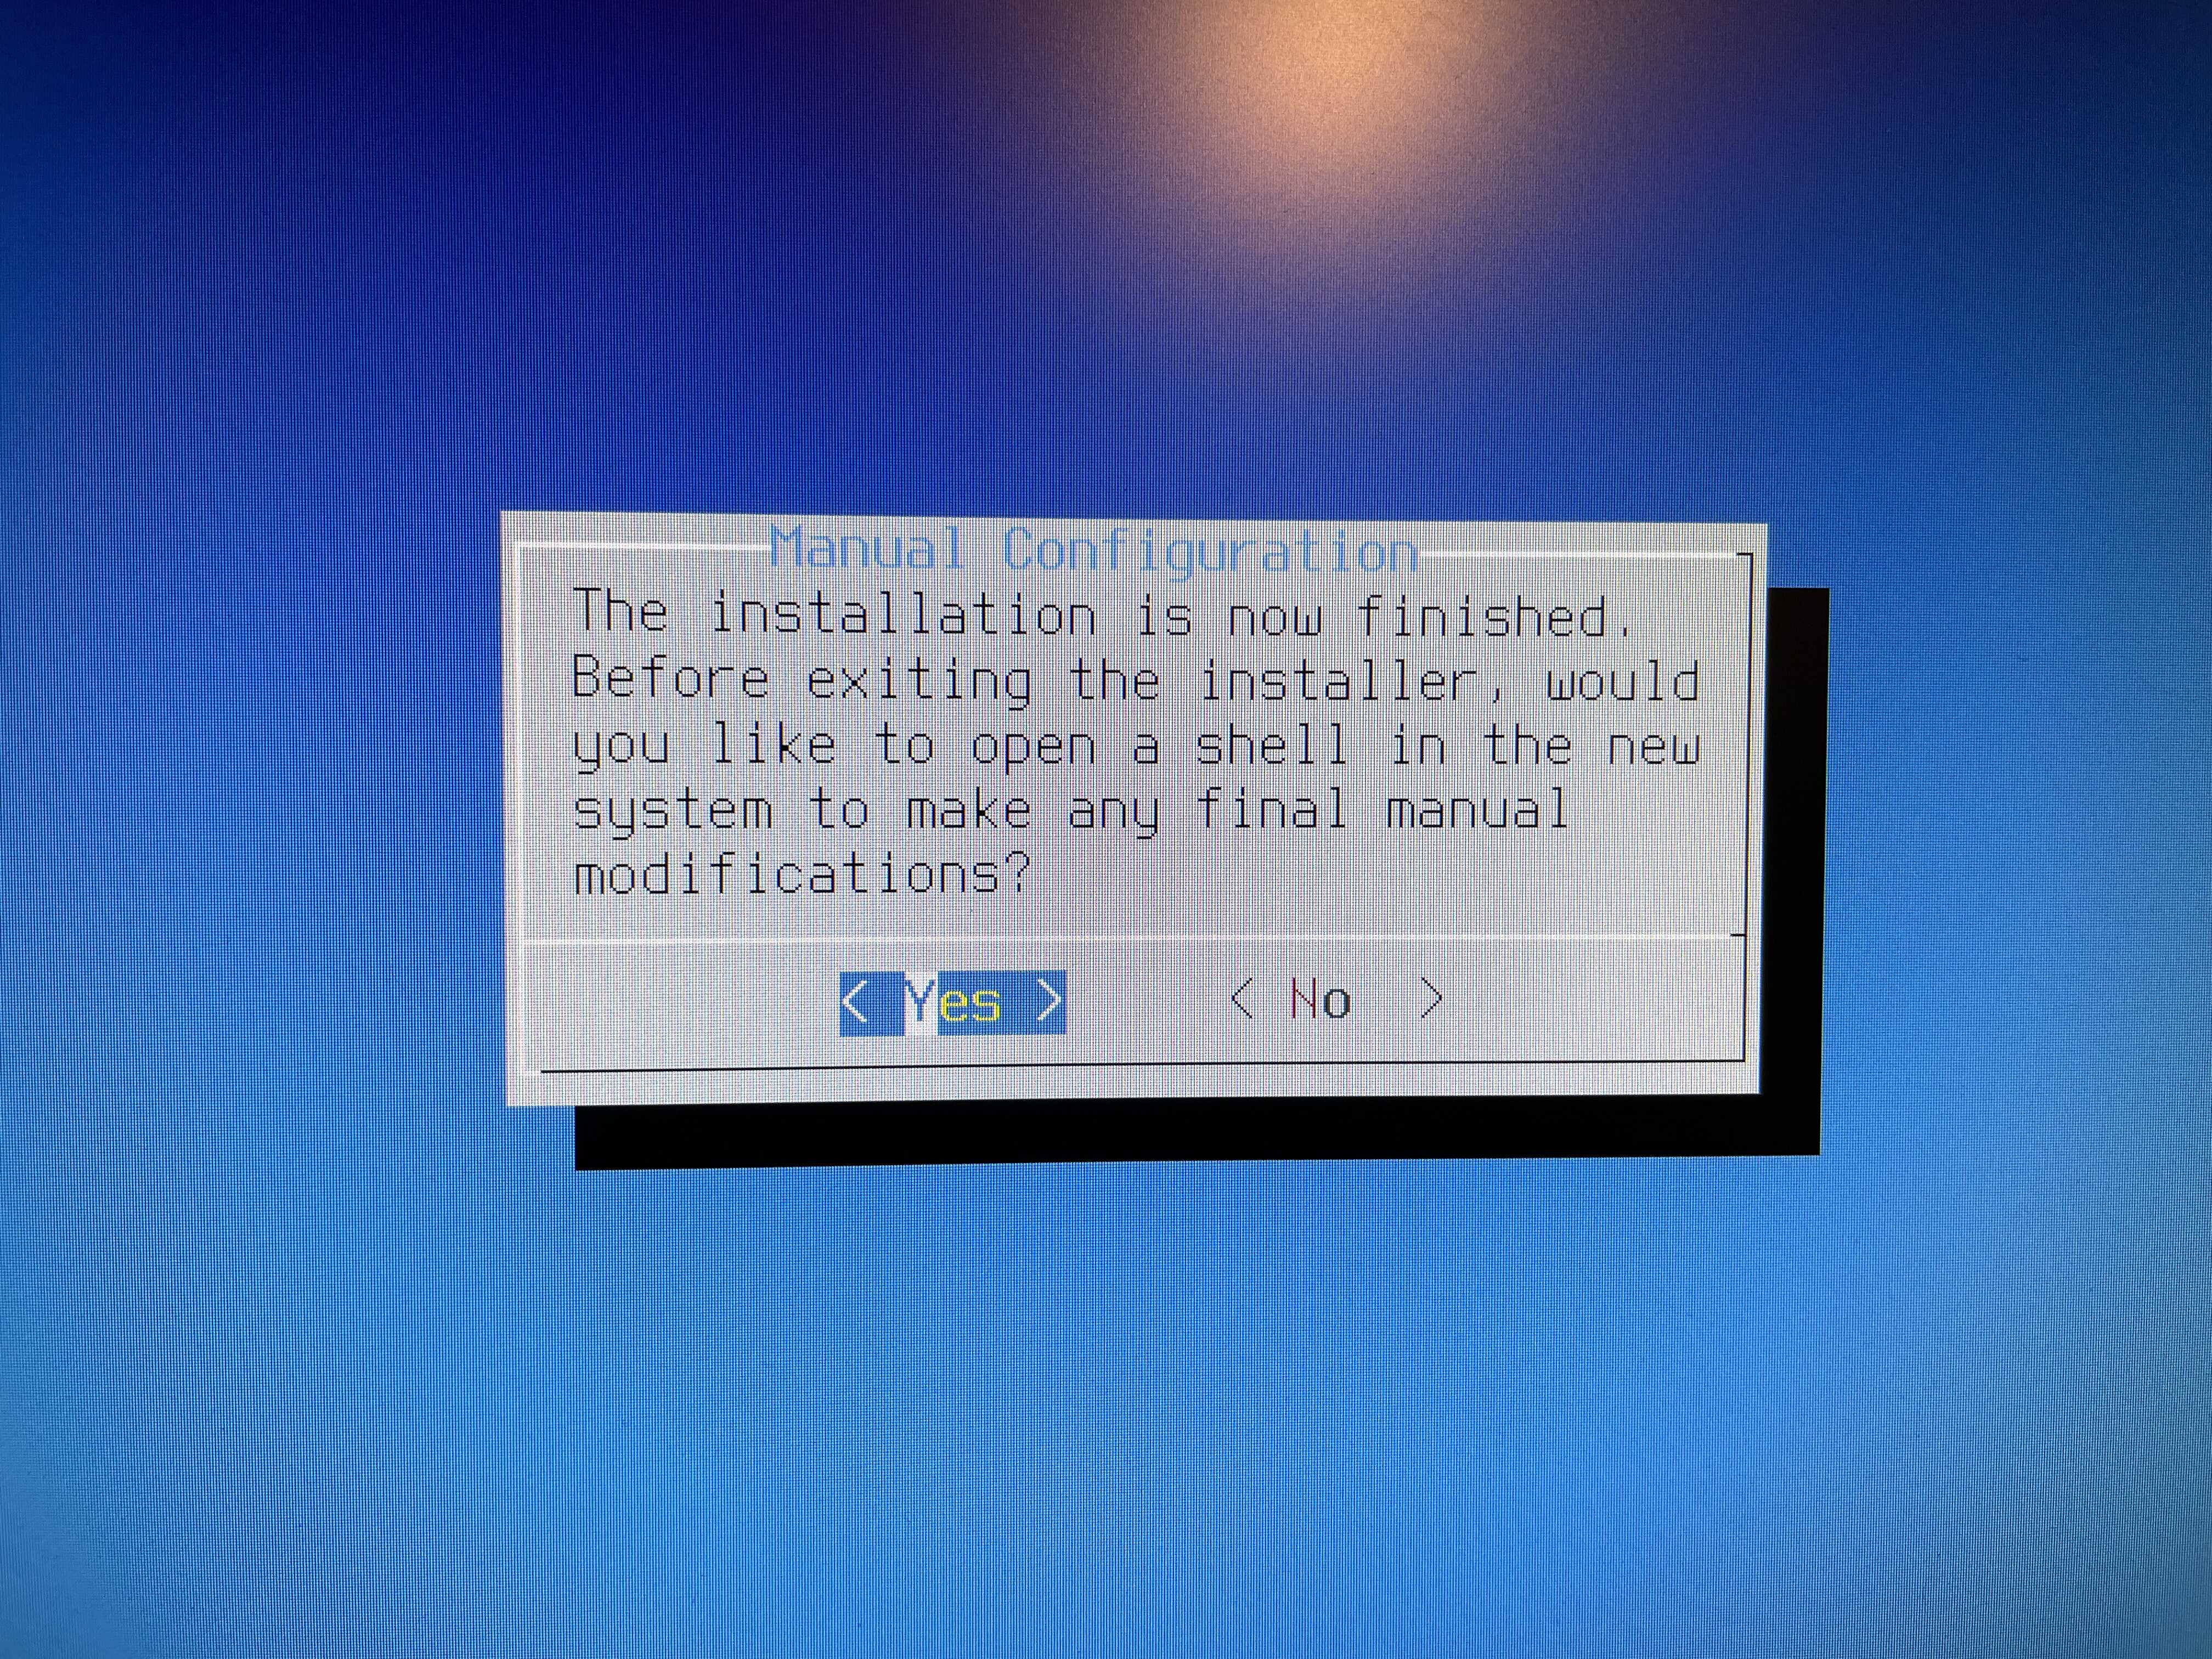 Manual Configuration
The installation is now finished.
Before exiting the installer, would
you like to open a shell in the new
system to make any final manual
modifications?
< Yes > < No >